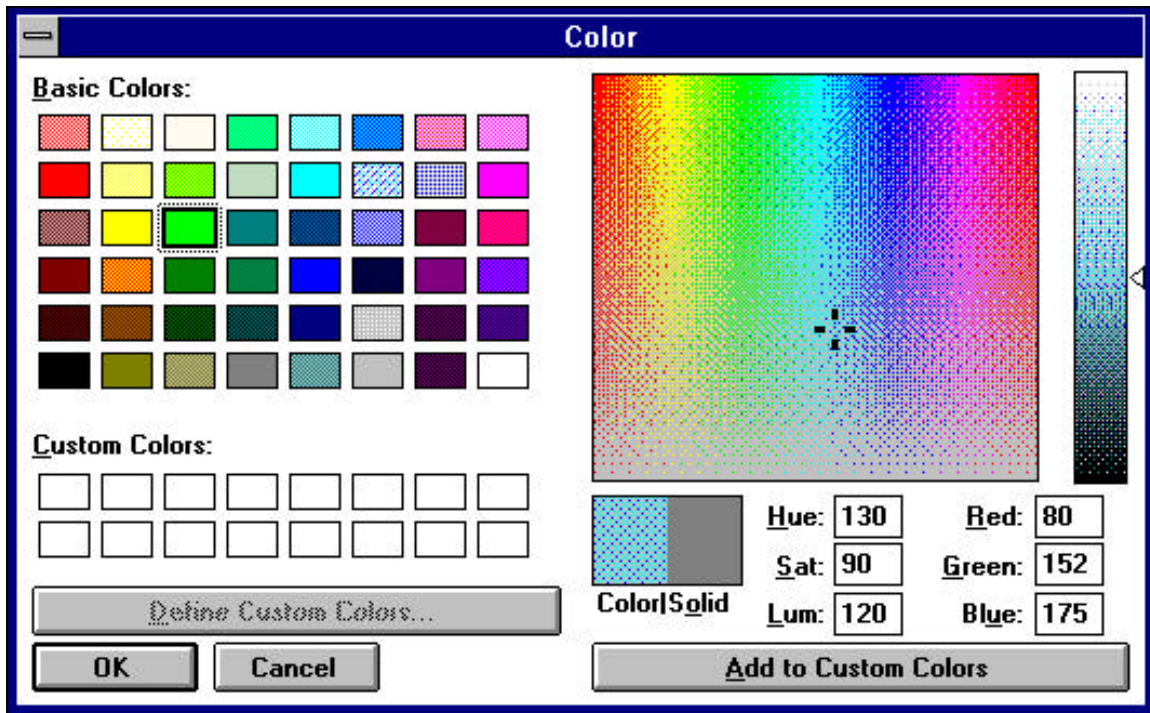 Color
Basic Colors:
Custom Colors:
Define Custom Colors...
OK
Cancel
Color|Solid
Hue: 130
Sat: 90
Lum: 120
Red: 80
Green: 152
Blue: 175
Add to Custom Colors